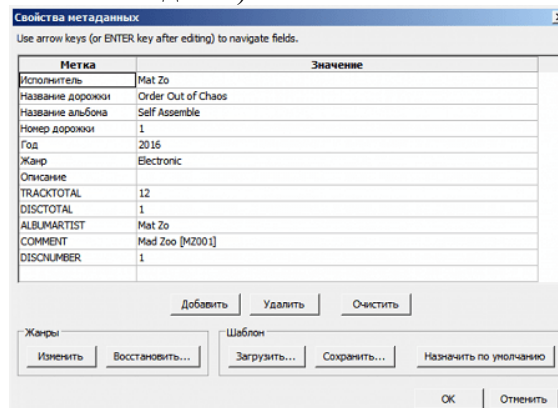 Свойства метаданных
Use arrow keys (or ENTER key after editing) to navigate fields.
Метка Значение
Исполнитель Mat Zo
Название дорожки Order Out of Chaos
Название альбома Self Assemble
Номер дорожки 1
Год 2016
Жанр Electronic
Описание
TRACKTOTAL 12
DISCTOTAL 1
ALBUMARTIST Mat Zo
COMMENT Mad Zoo [MZ001]
DISCNUMBER 1
Добавить Удалить Очистить
Жанры Шаблон
Изменить Восстановить... Загрузить... Сохранить... Назначить по умолчанию
OK Отменить